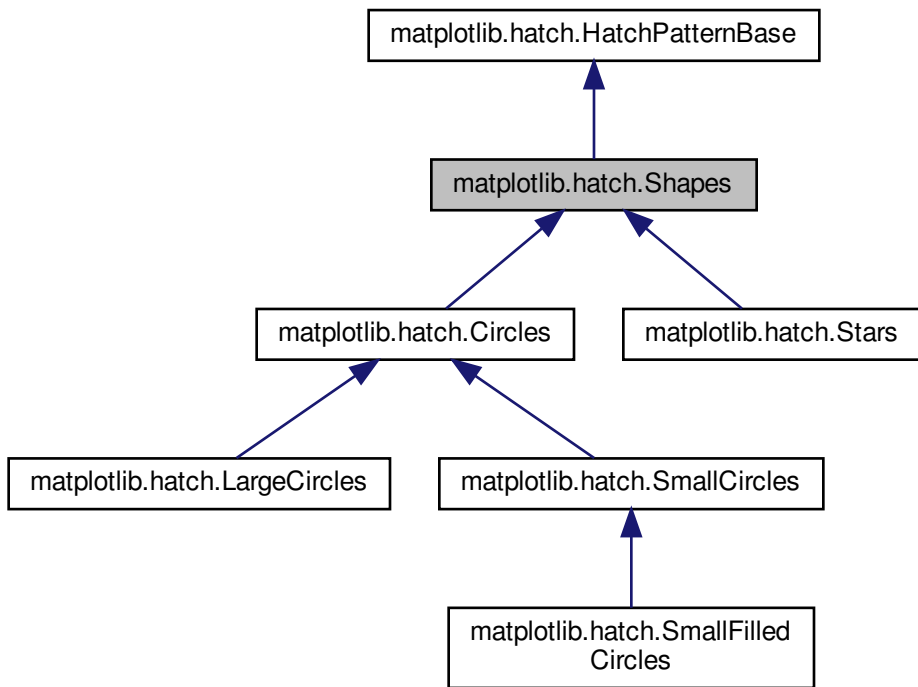 matplotlib.hatch.HatchPatternBase
matplotlib.hatch.Shapes
matplotlib.hatch.Circles
matplotlib.hatch.Stars
matplotlib.hatch.LargeCircles
matplotlib.hatch.SmallCircles
matplotlib.hatch.SmallFilled
Circles